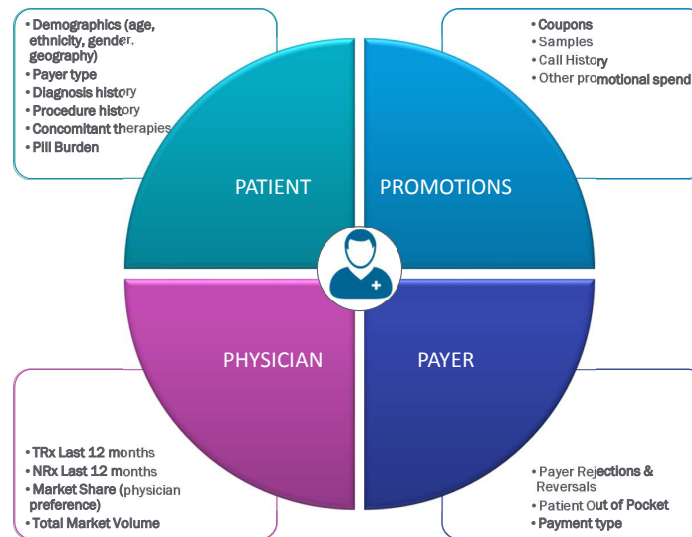 • Demographics (age,
ethnicity, gender,
geography)
• Payer type
• Diagnosis history
• Procedure history
• Concomitant therapies
• Pill Burden
• Coupons
• Samples
• Call History
• Other promotional spend
PATIENT
PROMOTIONS
PHYSICIAN
PAYER
• TRx Last 12 months
• NRx Last 12 months
• Market Share (physician
preference)
• Total Market Volume
• Payer Rejections &
Reversals
• Patient Out of Pocket
• Payment type